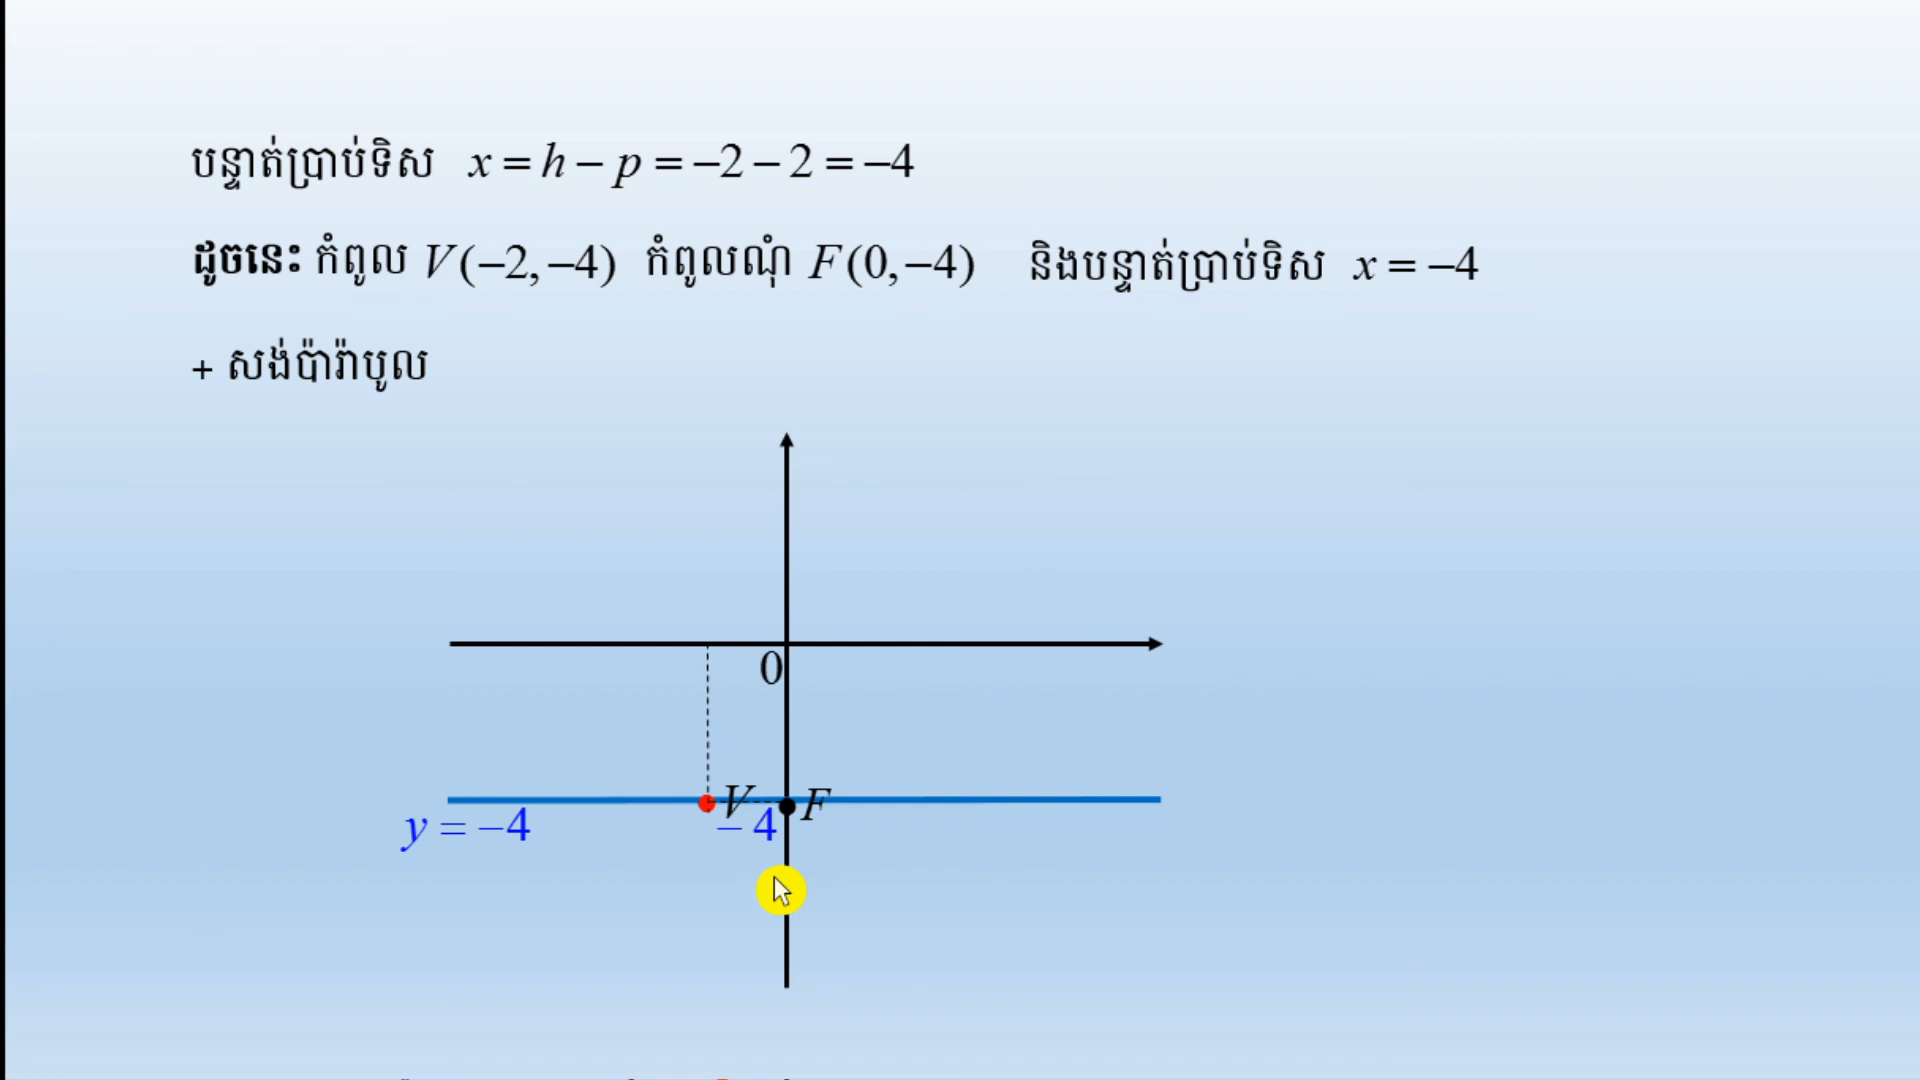 បន្ទាត់ប្រាប់ទិស x = h − p = −2 − 2 = −4
ដូចនេះ កំពូល V(−2,−4) កំពូលណុំ F(0,−4) និងបន្ទាត់ប្រាប់ទិស x = −4
+ សង់ប៉ារ៉ាបូល
0
V F
y = −4 − 4